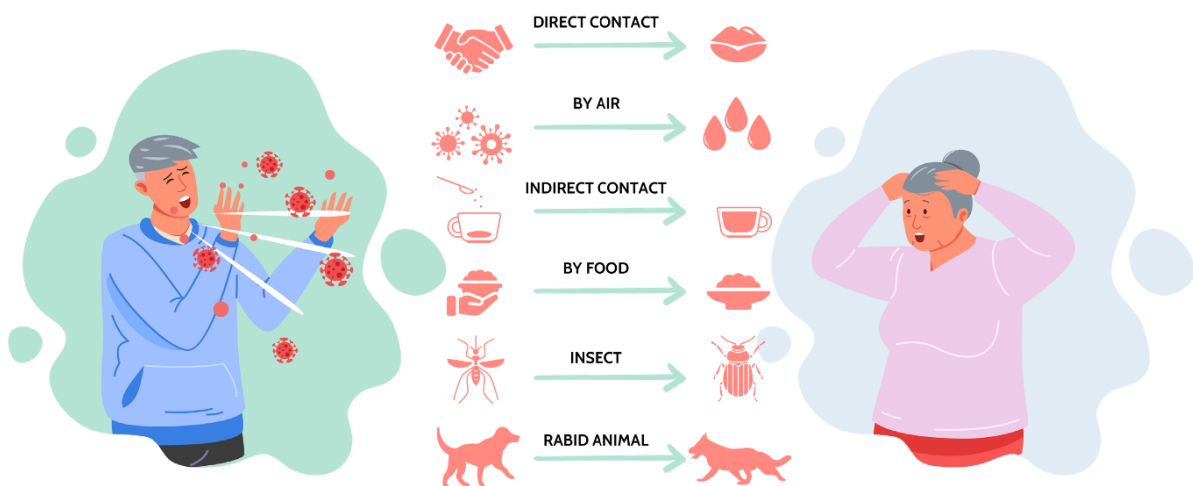 DIRECT CONTACT
BY AIR
INDIRECT CONTACT
BY FOOD
INSECT
RABID ANIMAL